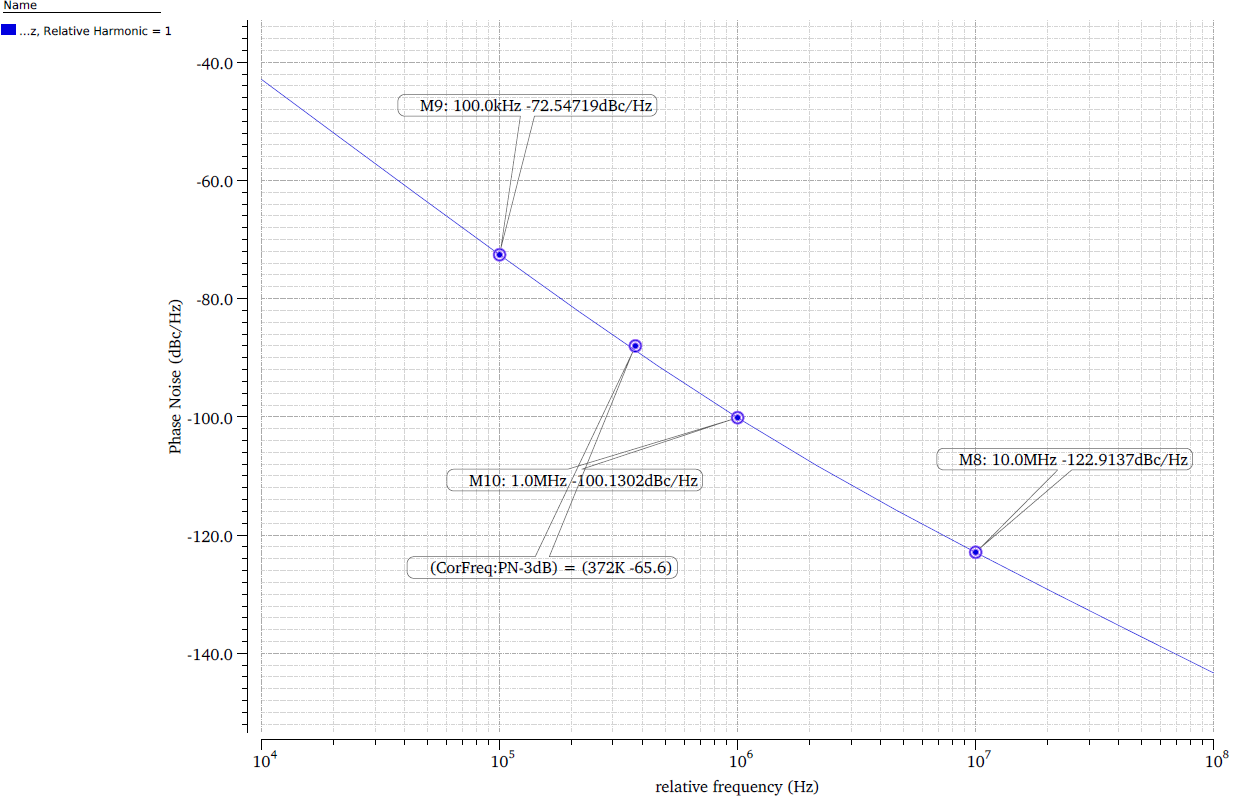 Name
...z, Relative Harmonic = 1
-40.0
-60.0
-80.0
-100.0
-120.0
-140.0
Phase Noise (dBc/Hz)
M9: 100.0kHz -72.54719dBc/Hz
M10: 1.0MHz -100.1302dBc/Hz
M8: 10.0MHz -122.9137dBc/Hz
(CorFreq:PN-3dB) = (372K -65.6)
10^4 10^5 10^6 10^7 10^8
relative frequency (Hz)